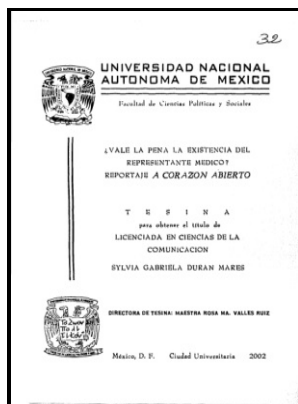 32
UNIVERSIDAD NACIONAL
AUTONOMA DE MEXICO
Facultad de Ciencias Políticas y Sociales
¿VALE LA PENA LA EXISTENCIA DEL
REPRESENTANTE MEDICO?
REPORTAJE A CORAZON ABIERTO
T E S I N A
para obtener el título de
LICENCIADA EN CIENCIAS DE LA
COMUNICACION
SYLVIA GABRIELA DURAN MARES
DIRECTORA DE TESINA: MAESTRA ROSA MA. VALLES RUIZ
México, D. F. Ciudad Universitaria 2002